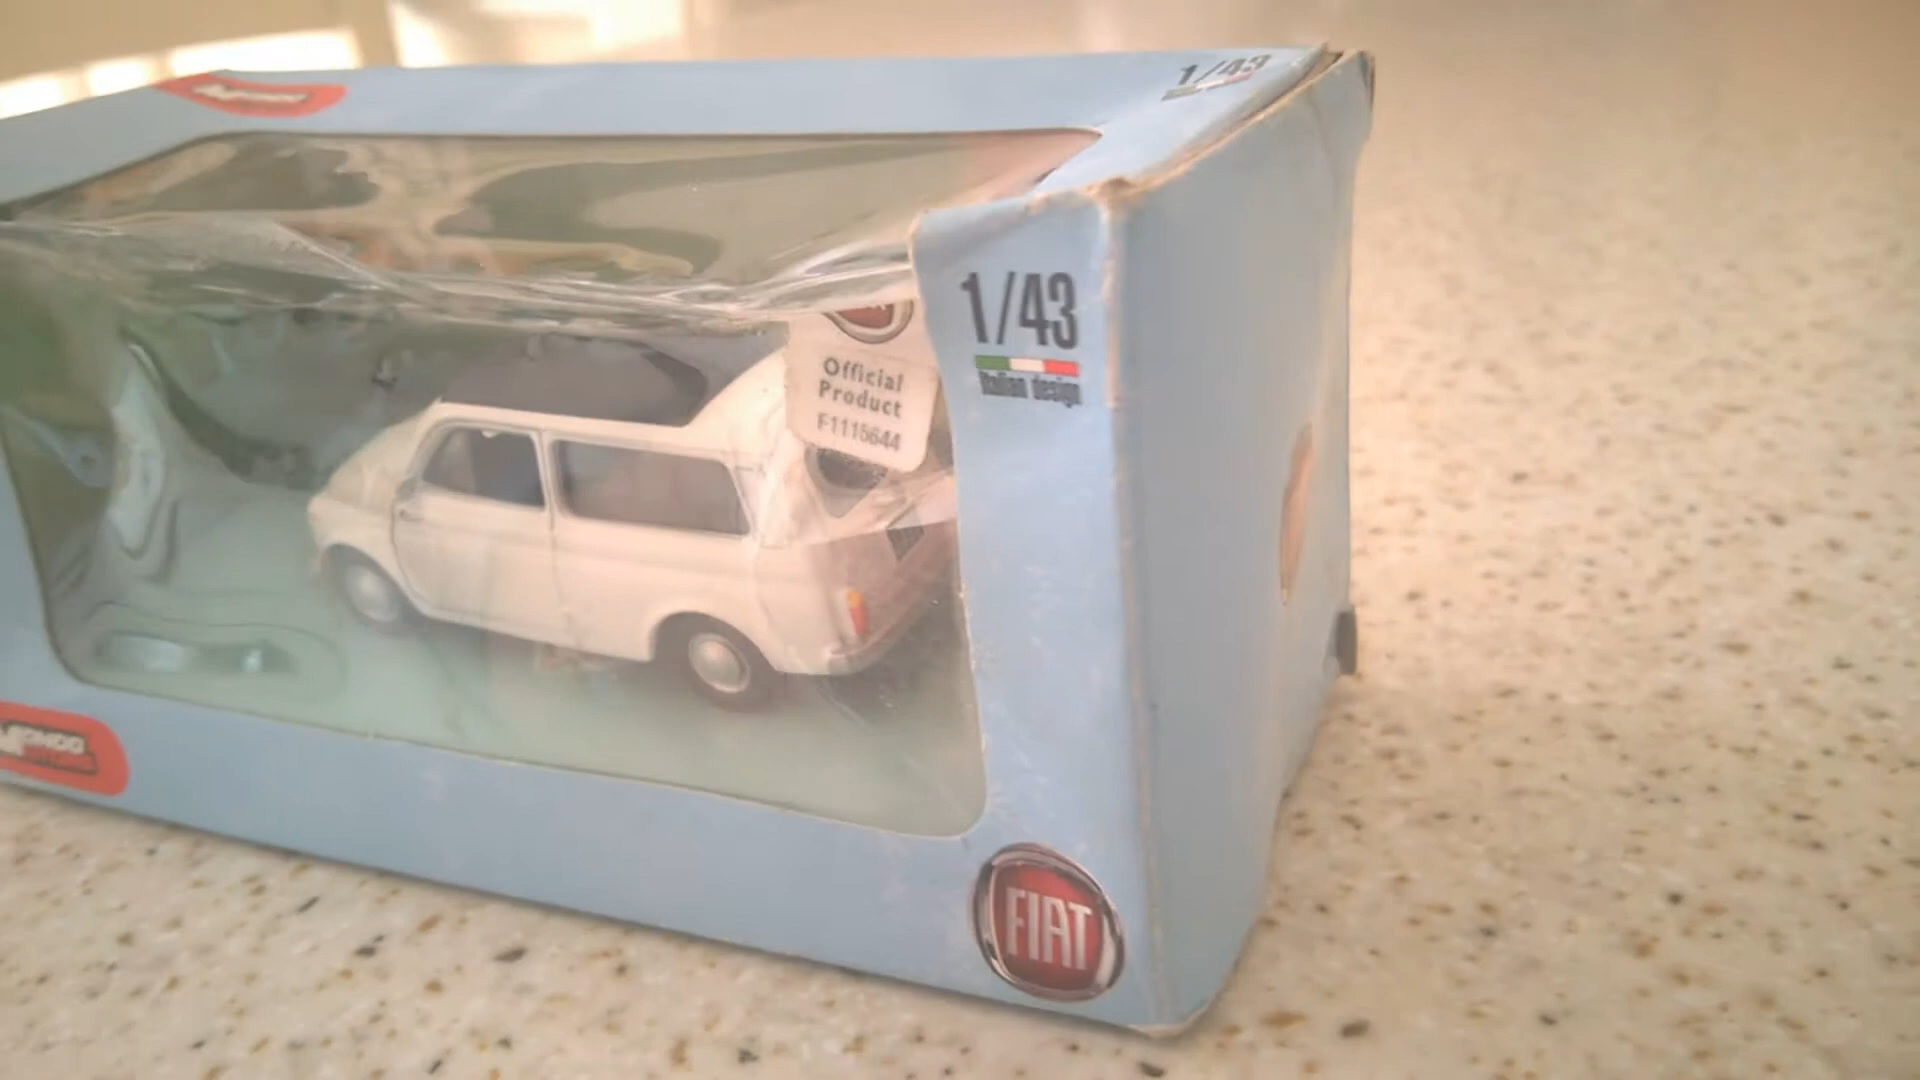 1/43
1/43
Italian design
Official
Product
F1115644
FIAT